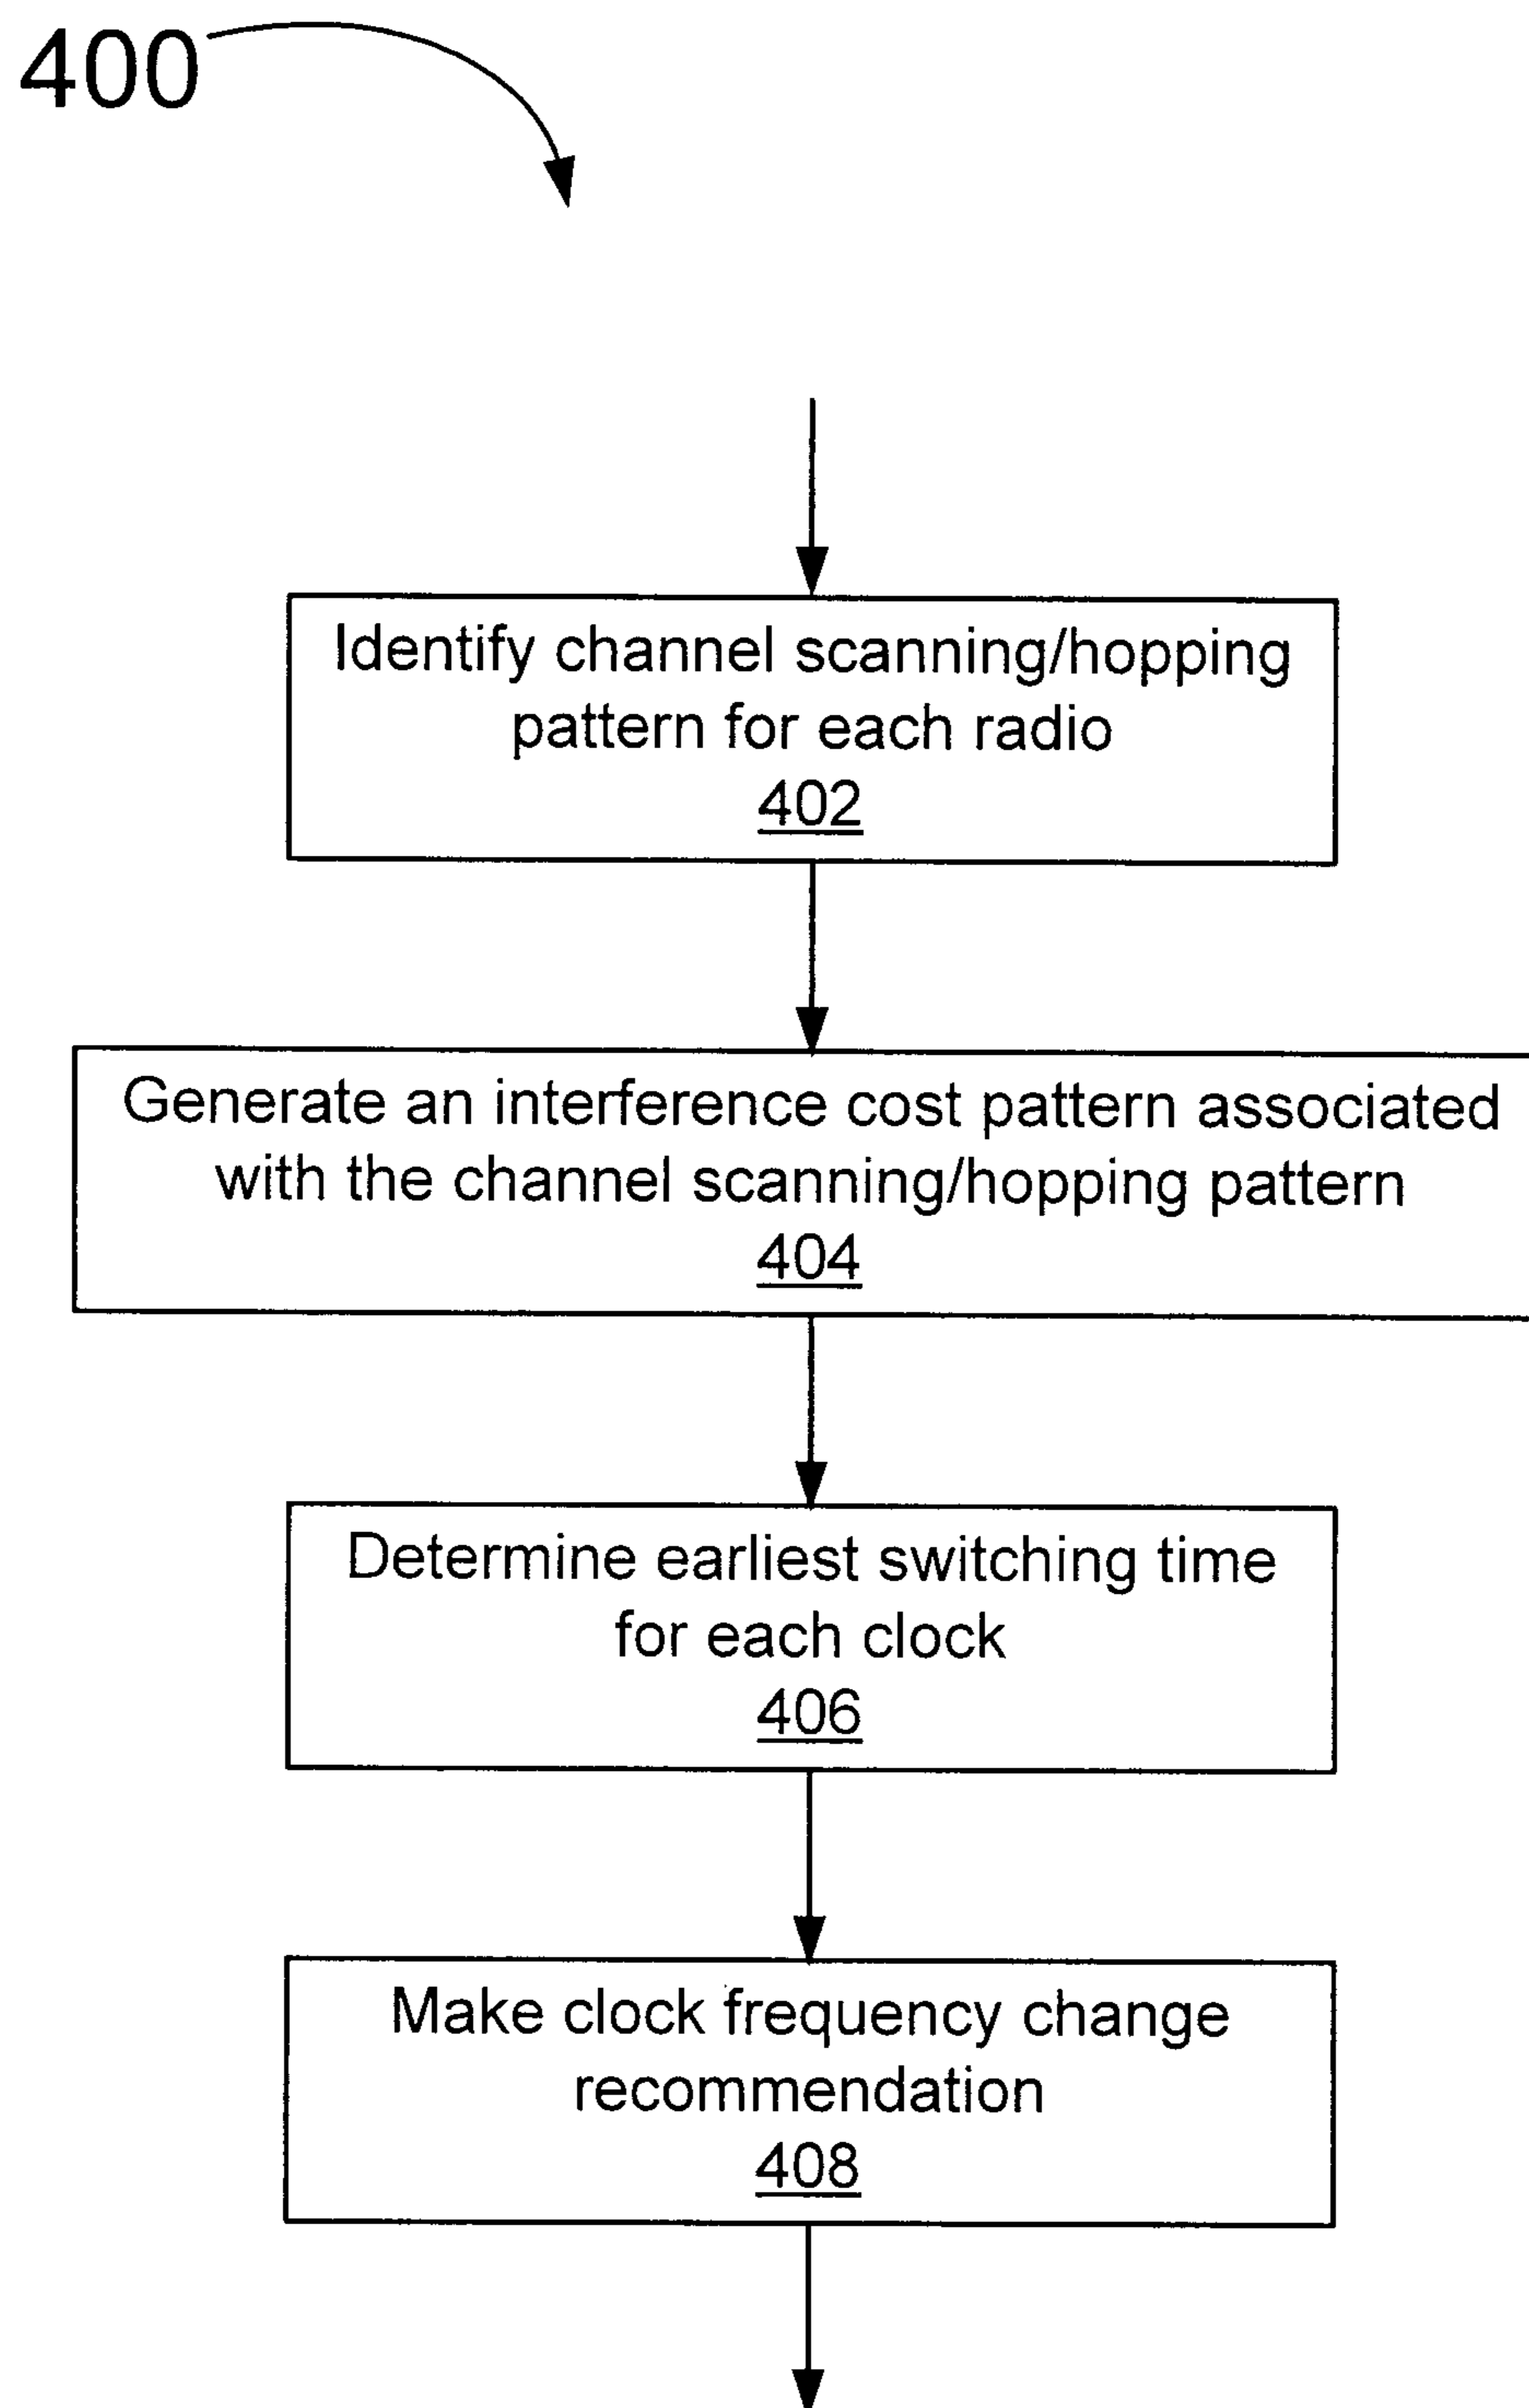 400
Identify channel scanning/hopping
pattern for each radio
402
Generate an interference cost pattern associated
with the channel scanning/hopping pattern
404
Determine earliest switching time
for each clock
406
Make clock frequency change
recommendation
408